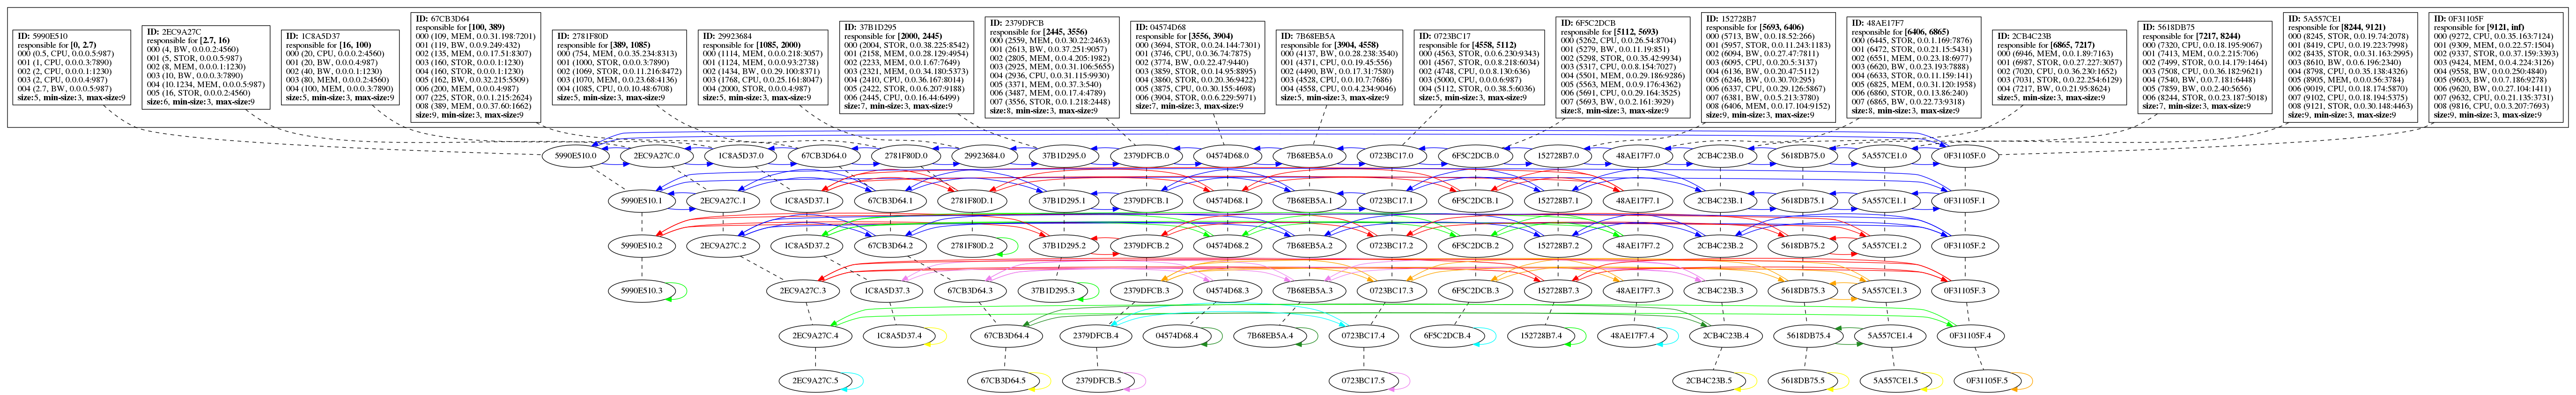 ID: 5990E510
responsible for [0, 2.7)
000 (0.5, CPU, 0.0.0.5:987)
001 (1, CPU, 0.0.0.3:7890)
002 (2, CPU, 0.0.0.1:1230)
003 (2, CPU, 0.0.0.4:987)
004 (2.7, BW, 0.0.0.5:987)
size:5, min-size:3, max-size:9
ID: 2EC9A27C
responsible for [2.7, 16)
000 (4, BW, 0.0.0.2:4560)
001 (5, STOR, 0.0.0.5:987)
002 (8, MEM, 0.0.0.1:1230)
003 (10, BW, 0.0.0.3:7890)
004 (10.1234, MEM, 0.0.0.5:987)
005 (16, STOR, 0.0.0.2:4560)
size:6, min-size:3, max-size:9
ID: 1C8A5D37
responsible for [16, 100)
000 (20, CPU, 0.0.0.2:4560)
001 (20, BW, 0.0.0.4:987)
002 (40, BW, 0.0.0.1:1230)
003 (80, MEM, 0.0.0.2:4560)
004 (100, MEM, 0.0.0.3:7890)
size:5, min-size:3, max-size:9
ID: 67CB3D64
responsible for [100, 389)
000 (109, MEM, 0.0.31.198:7201)
001 (119, BW, 0.0.9.249:432)
002 (135, MEM, 0.0.17.51:8307)
003 (160, STOR, 0.0.0.1:1230)
004 (160, STOR, 0.0.0.1:1230)
005 (162, BW, 0.0.32.215:5509)
006 (200, MEM, 0.0.0.4:987)
007 (225, STOR, 0.0.1.215:2624)
008 (389, MEM, 0.0.37.60:1662)
size:9, min-size:3, max-size:9
ID: 2781F80D
responsible for [389, 1085)
000 (754, MEM, 0.0.35.234:8313)
001 (1000, STOR, 0.0.0.3:7890)
002 (1069, STOR, 0.0.11.216:8472)
003 (1070, MEM, 0.0.23.68:4136)
004 (1085, CPU, 0.0.10.48:6708)
size:5, min-size:3, max-size:9
ID: 29923684
responsible for [1085, 2000)
000 (1114, MEM, 0.0.0.218:3057)
001 (1124, MEM, 0.0.0.93:2738)
002 (1434, BW, 0.0.29.100:8371)
003 (1768, CPU, 0.0.25.161:8047)
004 (2000, STOR, 0.0.0.4:987)
size:5, min-size:3, max-size:9
ID: 37B1D295
responsible for [2000, 2445)
000 (2004, STOR, 0.0.38.225:8542)
001 (2158, MEM, 0.0.28.129:4954)
002 (2233, MEM, 0.0.1.67:7649)
003 (2321, MEM, 0.0.34.180:5373)
004 (2410, CPU, 0.0.36.167:8014)
005 (2422, STOR, 0.0.6.207:9188)
006 (2445, CPU, 0.0.16.44:6499)
size:7, min-size:3, max-size:9
ID: 2379DFCB
responsible for [2445, 3556)
000 (2559, MEM, 0.0.30.22:2463)
001 (2613, BW, 0.0.37.251:9057)
002 (2805, MEM, 0.0.4.205:1982)
003 (2925, MEM, 0.0.31.106:5655)
004 (2936, CPU, 0.0.31.115:9930)
005 (3371, MEM, 0.0.37.3:540)
006 (3487, MEM, 0.0.17.4:4789)
007 (3556, STOR, 0.0.1.218:2448)
size:8, min-size:3, max-size:9
ID: 04574D68
responsible for [3556, 3904)
000 (3694, STOR, 0.0.24.144:7301)
001 (3746, CPU, 0.0.36.74:7875)
002 (3774, BW, 0.0.22.47:9440)
003 (3859, STOR, 0.0.14.95:8895)
004 (3860, STOR, 0.0.20.36:9422)
005 (3875, CPU, 0.0.30.155:4698)
006 (3904, STOR, 0.0.6.229:5971)
size:7, min-size:3, max-size:9
ID: 7B68EB5A
responsible for [3904, 4558)
000 (4137, BW, 0.0.28.238:3540)
001 (4371, CPU, 0.0.19.45:556)
002 (4490, BW, 0.0.17.31:7580)
003 (4528, CPU, 0.0.10.7:7686)
004 (4558, CPU, 0.0.4.234:9046)
size:5, min-size:3, max-size:9
ID: 0723BC17
responsible for [4558, 5112)
000 (4563, STOR, 0.0.6.230:9343)
001 (4567, STOR, 0.0.8.218:6034)
002 (4748, CPU, 0.0.8.130:636)
003 (5000, CPU, 0.0.0.6:987)
004 (5112, STOR, 0.0.38.5:6036)
size:5, min-size:3, max-size:9
ID: 6F5C2DCB
responsible for [5112, 5693)
000 (5262, CPU, 0.0.26.54:8704)
001 (5279, BW, 0.0.11.19:851)
002 (5298, STOR, 0.0.35.42:9934)
003 (5317, CPU, 0.0.8.154:7027)
004 (5501, MEM, 0.0.29.186:9286)
005 (5563, MEM, 0.0.9.176:4362)
006 (5691, CPU, 0.0.29.164:3525)
007 (5693, BW, 0.0.2.161:3929)
size:8, min-size:3, max-size:9
ID: 152728B7
responsible for [5693, 6406)
000 (5713, BW, 0.0.18.52:266)
001 (5957, STOR, 0.0.11.243:1183)
002 (6094, BW, 0.0.27.47:7811)
003 (6095, CPU, 0.0.20.5:3137)
004 (6136, BW, 0.0.20.47:5112)
005 (6246, BW, 0.0.30.70:295)
006 (6337, CPU, 0.0.29.126:5867)
007 (6381, BW, 0.0.5.213:3780)
008 (6406, MEM, 0.0.17.104:9152)
size:9, min-size:3, max-size:9
ID: 48AE17F7
responsible for [6406, 6865)
000 (6445, STOR, 0.0.1.169:7876)
001 (6472, STOR, 0.0.21.15:5431)
002 (6551, MEM, 0.0.23.18:6977)
003 (6620, BW, 0.0.23.193:7888)
004 (6633, STOR, 0.0.11.159:141)
005 (6825, MEM, 0.0.31.120:1958)
006 (6860, STOR, 0.0.13.86:240)
007 (6865, BW, 0.0.22.73:9318)
size:8, min-size:3, max-size:9
ID: 2CB4C23B
responsible for [6865, 7217)
000 (6946, MEM, 0.0.1.89:7163)
001 (6987, STOR, 0.0.27.227:3057)
002 (7020, CPU, 0.0.36.230:1652)
003 (7031, STOR, 0.0.22.254:6129)
004 (7217, BW, 0.0.21.95:8624)
size:5, min-size:3, max-size:9
ID: 5618DB75
responsible for [7217, 8244)
000 (7320, CPU, 0.0.18.195:9067)
001 (7413, MEM, 0.0.2.215:706)
002 (7499, STOR, 0.0.14.179:1464)
003 (7508, CPU, 0.0.36.182:9621)
004 (7540, BW, 0.0.7.181:6448)
005 (7859, BW, 0.0.2.40:5656)
006 (8244, STOR, 0.0.23.187:5018)
size:7, min-size:3, max-size:9
ID: 5A557CE1
responsible for [8244, 9121)
000 (8245, STOR, 0.0.19.74:2078)
001 (8419, CPU, 0.0.19.223:7998)
002 (8435, STOR, 0.0.31.163:2995)
003 (8610, BW, 0.0.6.196:2340)
004 (8798, CPU, 0.0.35.138:4326)
005 (8905, MEM, 0.0.0.56:3784)
006 (9019, CPU, 0.0.18.174:5870)
007 (9102, CPU, 0.0.18.194:5375)
008 (9121, STOR, 0.0.30.148:4463)
size:9, min-size:3, max-size:9
ID: 0F31105F
responsible for [9121, inf)
000 (9272, CPU, 0.0.35.163:7124)
001 (9309, MEM, 0.0.22.57:1504)
002 (9337, STOR, 0.0.37.159:3393)
003 (9424, MEM, 0.0.4.224:3126)
004 (9558, BW, 0.0.0.250:4840)
005 (9603, BW, 0.0.7.186:9278)
006 (9620, BW, 0.0.27.104:1411)
007 (9632, CPU, 0.0.21.135:3731)
008 (9816, CPU, 0.0.3.207:7693)
size:9, min-size:3, max-size:9
5990E510.0 2EC9A27C.0 1C8A5D37.0 67CB3D64.0 2781F80D.0 29923684.0 37B1D295.0 2379DFCB.0 04574D68.0 7B68EB5A.0 0723BC17.0 6F5C2DCB.0 152728B7.0 48AE17F7.0 2CB4C23B.0 5618DB75.0 5A557CE1.0 0F31105F.0
5990E510.1 2EC9A27C.1 1C8A5D37.1 67CB3D64.1 2781F80D.1 37B1D295.1 2379DFCB.1 04574D68.1 7B68EB5A.1 0723BC17.1 6F5C2DCB.1 152728B7.1 48AE17F7.1 2CB4C23B.1 5618DB75.1 5A557CE1.1 0F31105F.1
5990E510.2 2EC9A27C.2 1C8A5D37.2 67CB3D64.2 2781F80D.2 37B1D295.2 2379DFCB.2 04574D68.2 7B68EB5A.2 0723BC17.2 6F5C2DCB.2 152728B7.2 48AE17F7.2 2CB4C23B.2 5618DB75.2 5A557CE1.2 0F31105F.2
5990E510.3 2EC9A27C.3 1C8A5D37.3 67CB3D64.3 37B1D295.3 2379DFCB.3 04574D68.3 7B68EB5A.3 0723BC17.3 6F5C2DCB.3 152728B7.3 48AE17F7.3 2CB4C23B.3 5618DB75.3 5A557CE1.3 0F31105F.3
2EC9A27C.4 1C8A5D37.4 67CB3D64.4 2379DFCB.4 04574D68.4 7B68EB5A.4 0723BC17.4 6F5C2DCB.4 152728B7.4 48AE17F7.4 2CB4C23B.4 5618DB75.4 5A557CE1.4 0F31105F.4
2EC9A27C.5 67CB3D64.5 2379DFCB.5 0723BC17.5 2CB4C23B.5 5618DB75.5 5A557CE1.5 0F31105F.5